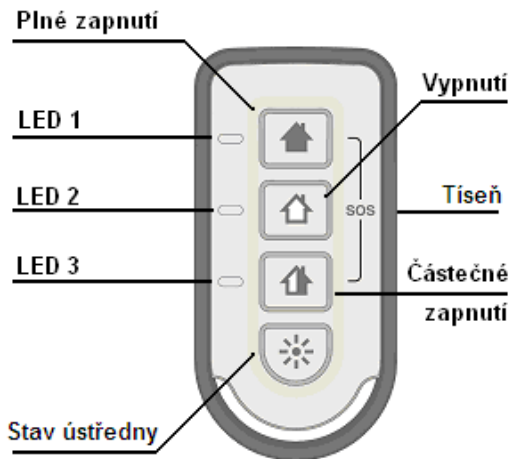 Plné zapnutí
Vypnutí
LED 1
LED 2
SOS
Tíseň
LED 3
Částečné
zapnutí
Stav ústředny